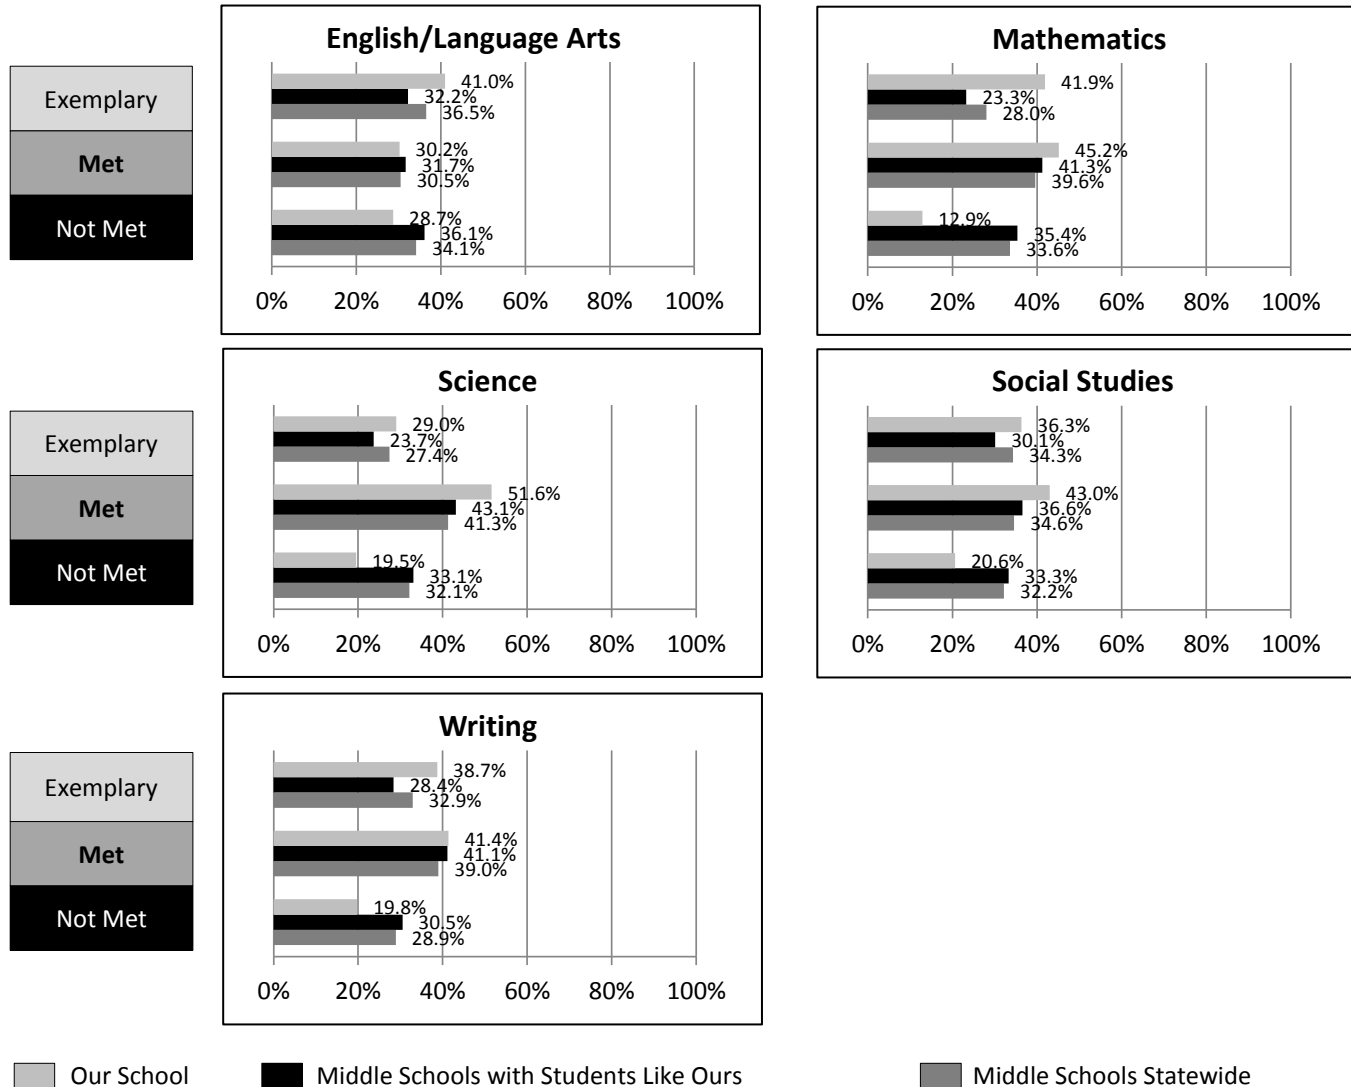 English/Language Arts
Exemplary
Met
Not Met
41.0%
32.2%
36.5%
30.2%
31.7%
30.5%
28.7%
36.1%
34.1%
0% 20% 40% 60% 80% 100%
Mathematics
41.9%
23.3%
28.0%
45.2%
41.3%
39.6%
12.9%
35.4%
33.6%
0% 20% 40% 60% 80% 100%
Science
Exemplary
Met
Not Met
29.0%
23.7%
27.4%
51.6%
43.1%
41.3%
19.5%
33.1%
32.1%
0% 20% 40% 60% 80% 100%
Social Studies
36.3%
30.1%
34.3%
43.0%
36.6%
34.6%
20.6%
33.3%
32.2%
0% 20% 40% 60% 80% 100%
Writing
Exemplary
Met
Not Met
38.7%
28.4%
32.9%
41.4%
41.1%
39.0%
19.8%
30.5%
28.9%
0% 20% 40% 60% 80% 100%
Our School
Middle Schools with Students Like Ours
Middle Schools Statewide